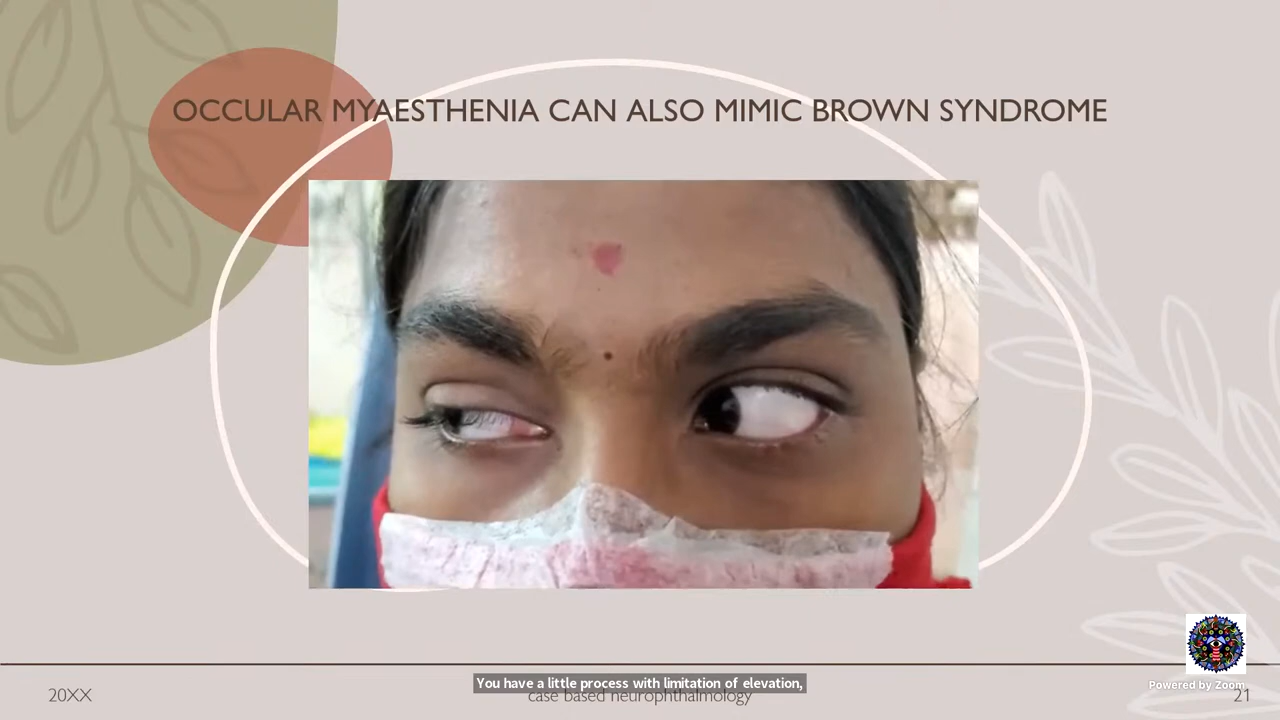 OCCULAR MYAESTHENIA CAN ALSO MIMIC BROWN SYNDROME
You have a little process with limitation of elevation,
20XX
case based neurophthalmology
Powered by Zoom
21